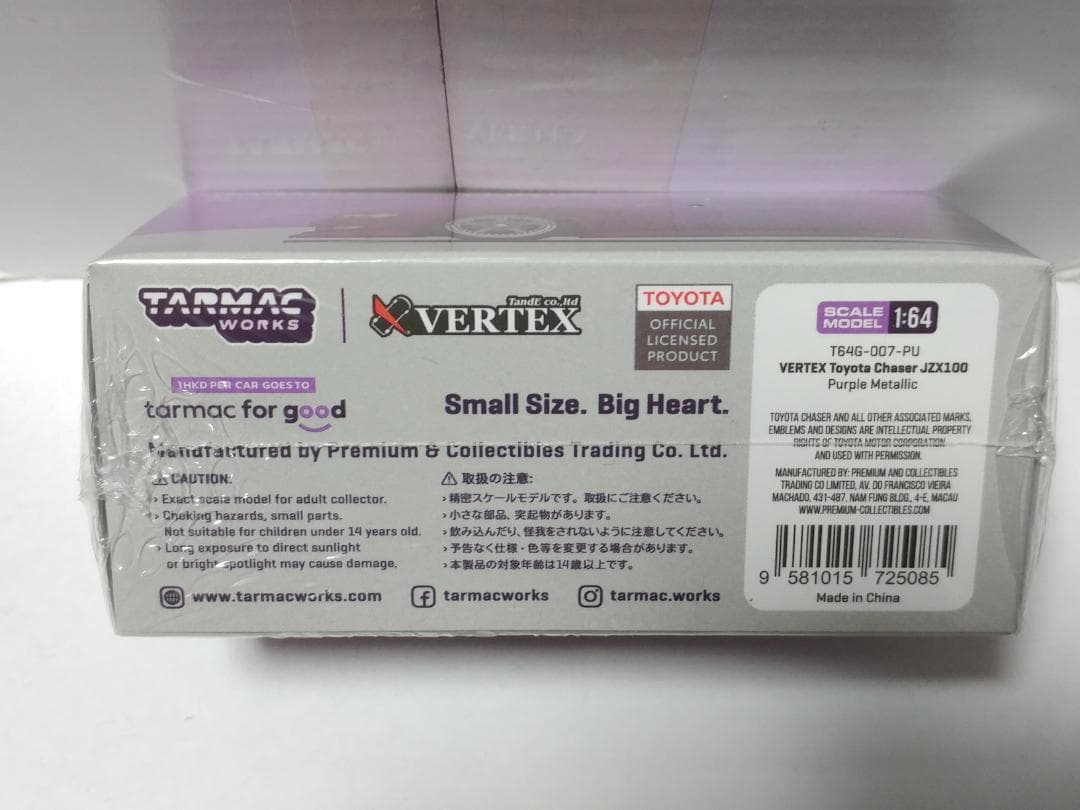 TARMAC
WORKS
TandE co.,ltd
VERTEX
TOYOTA
OFFICIAL
LICENSED
PRODUCT
1HKD PER CAR GOES TO
tarmac for good
Small Size. Big Heart.
Manufactured by Premium & Collectibles Trading Co. Ltd.
CAUTION:
› Exact scale model for adult collector.
› Choking hazards, small parts.
Not suitable for children under 14 years old.
› Long exposure to direct sunlight
or bright spotlight may cause damage.
取扱の注意:
› 精密スケールモデルです。取扱にご注意ください。
› 小さな部品、突起物があります。
› 飲み込んだり、怪我をされないように注意してください。
› 予告なく仕様・色等を変更する場合があります。
› 本製品の対象年齢は14歳以上です。
www.tarmacworks.com
tarmacworks
tarmac.works
SCALE
MODEL 1:64
T64G-007-PU
VERTEX Toyota Chaser JZX100
Purple Metallic
TOYOTA CHASER AND ALL OTHER ASSOCIATED MARKS,
EMBLEMS AND DESIGNS ARE INTELLECTUAL PROPERTY
RIGHTS OF TOYOTA MOTOR CORPORATION
AND USED WITH PERMISSION.
MANUFACTURED BY: PREMIUM AND COLLECTIBLES
TRADING CO LIMITED, AV. DO FRANCISCO VIEIRA
MACHADO, 431-487, NAM FUNG BLDG., 4-E, MACAU
WWW.PREMIUM-COLLECTIBLES.COM
9 581015 725085
Made in China